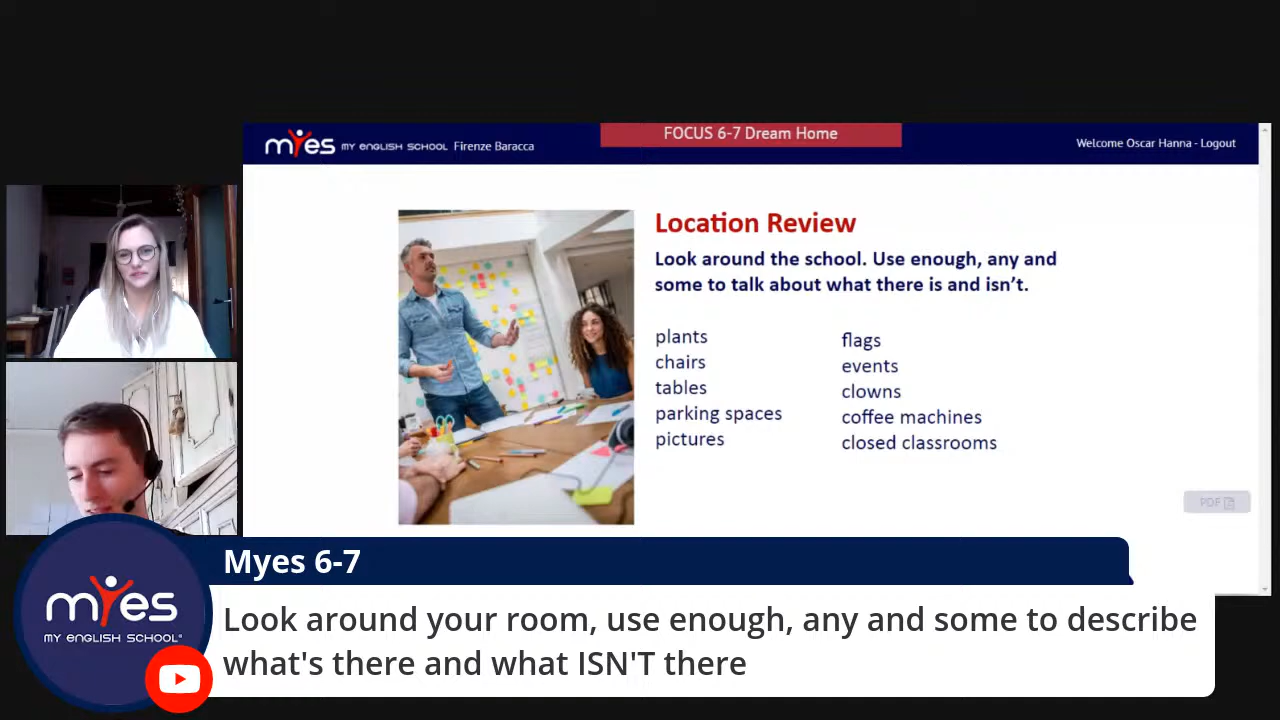 FOCUS 6-7 Dream Home
myes MY ENGLISH SCHOOL Firenze Baracca
Welcome Oscar Hanna - Logout
Location Review
Look around the school. Use enough, any and
some to talk about what there is and isn't.
plants
chairs
tables
parking spaces
pictures
flags
events
clowns
coffee machines
closed classrooms
PDF
Myes 6-7
myes
MY ENGLISH SCHOOL®
Look around your room, use enough, any and some to describe
what's there and what ISN'T there